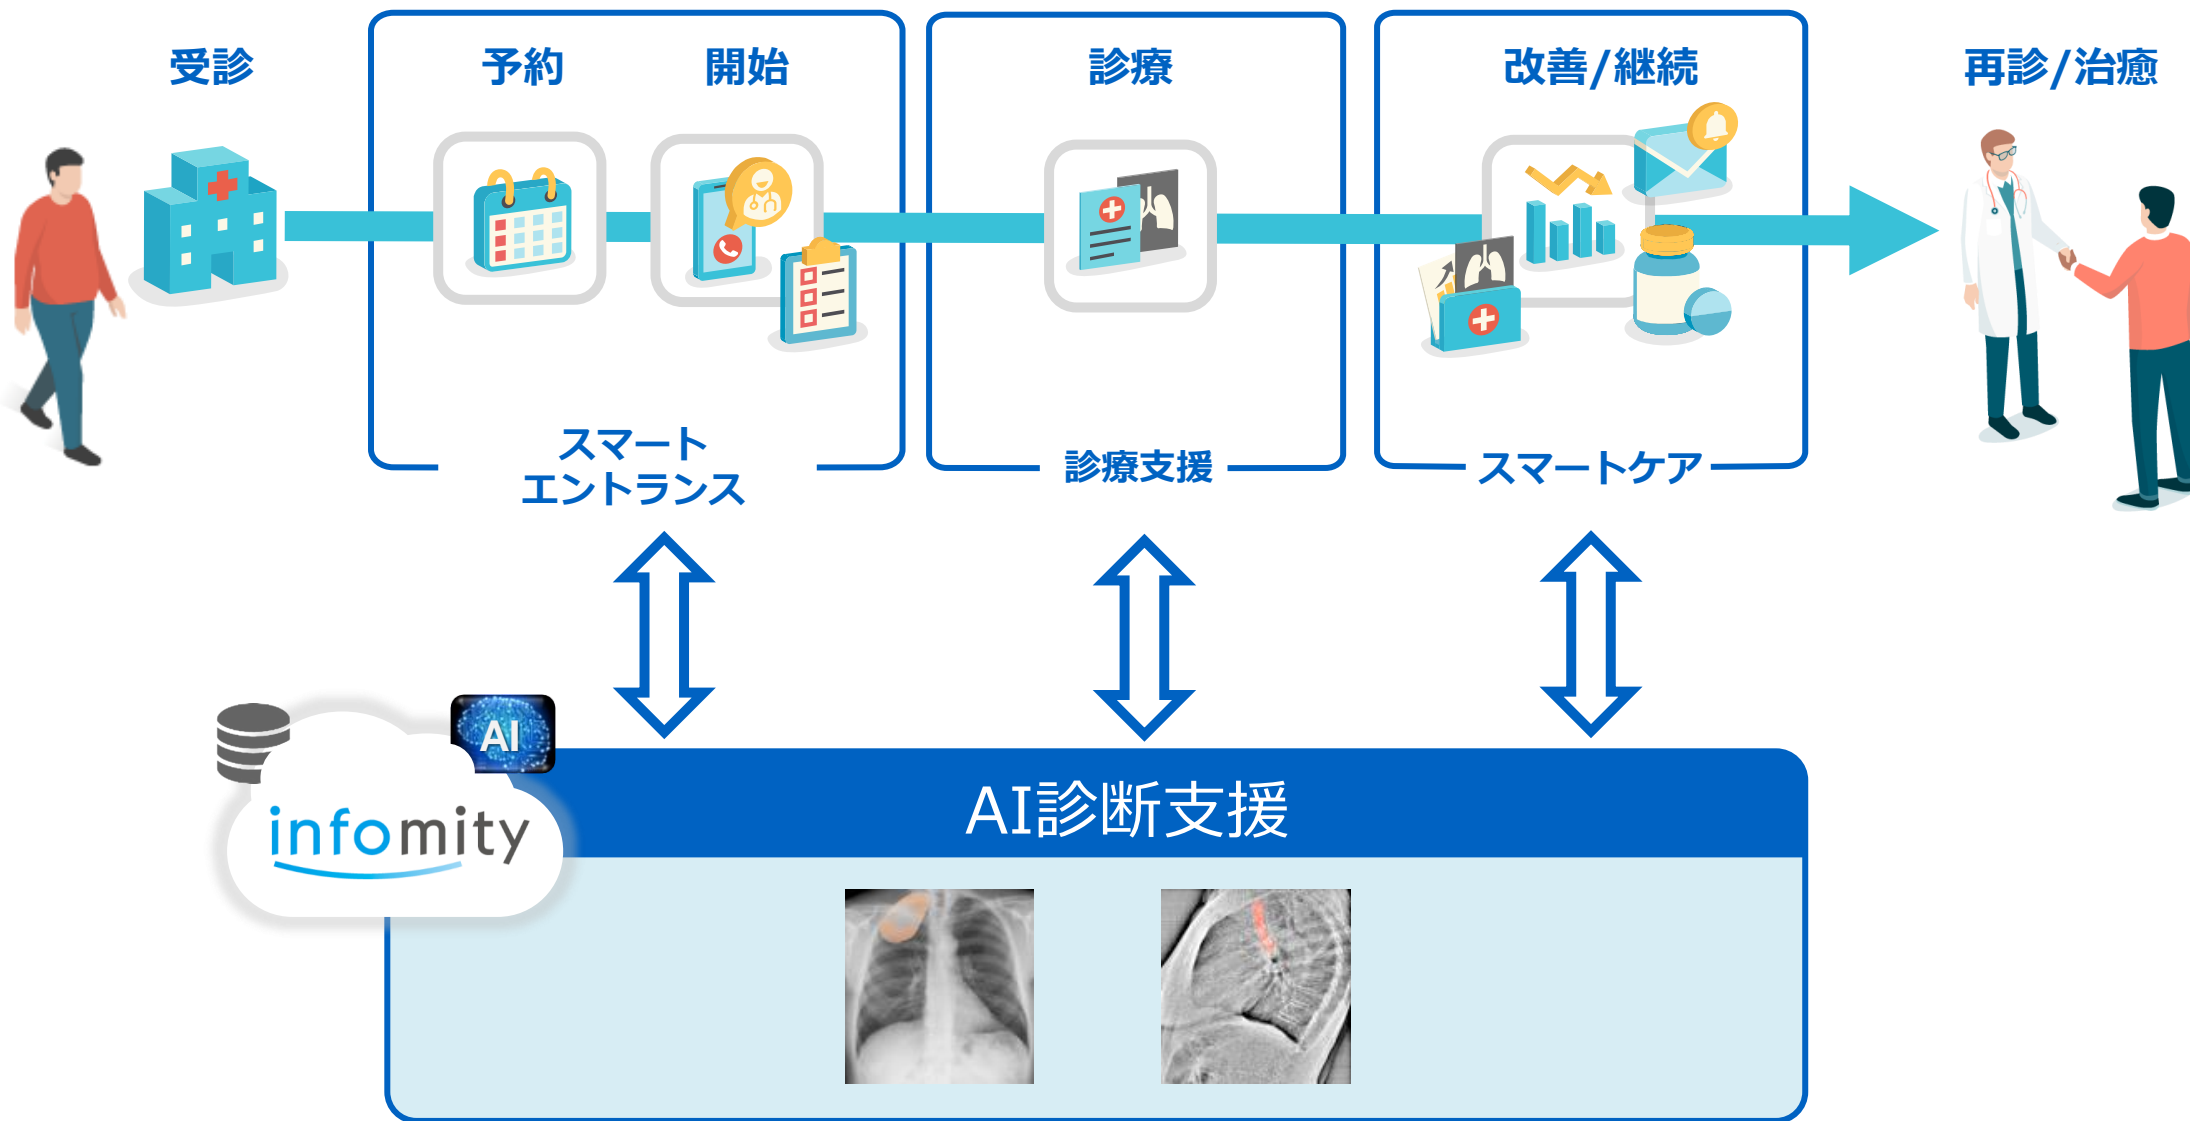 受診
予約
開始
診療
改善/継続
再診/治癒
スマート
エントランス
診療支援
スマートケア
AI
infomity
AI診断支援